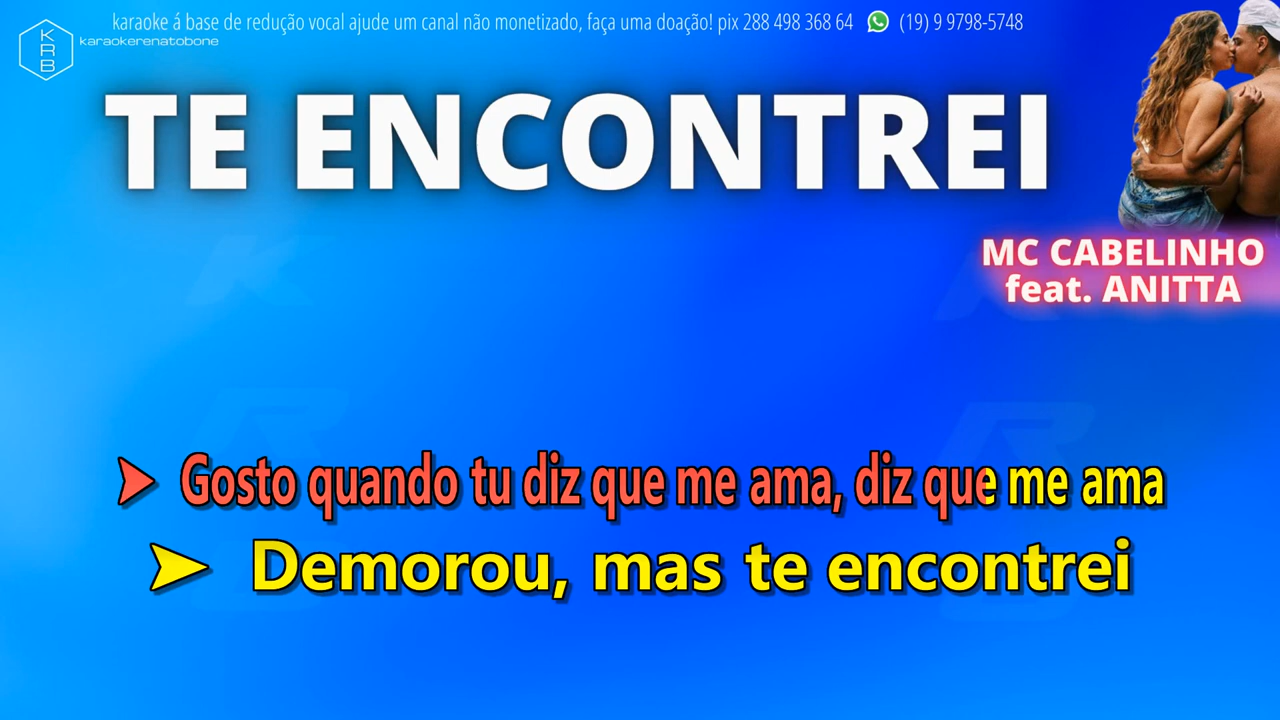 karaoke á base de redução vocal ajude um canal não monetizado, faça uma doação! pix 288 498 368 64 (19) 9 9798-5748
KRB
karaokerenatobone
TE ENCONTREI
MC CABELINHO
feat. ANITTA
➤ Gosto quando tu diz que me ama, diz que me ama
➤ Demorou, mas te encontrei